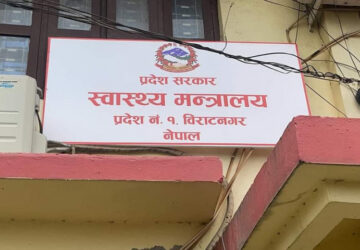 प्रदेश सरकार
स्वास्थ्य मन्त्रालय
प्रदेश नं. १. विराटनगर
नेपाल